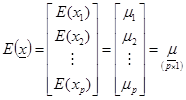 E(x) = [E(x₁) E(x₂) ⋮ E(xₚ)] = [μ₁ μ₂ ⋮ μₚ] = μ (p×1)